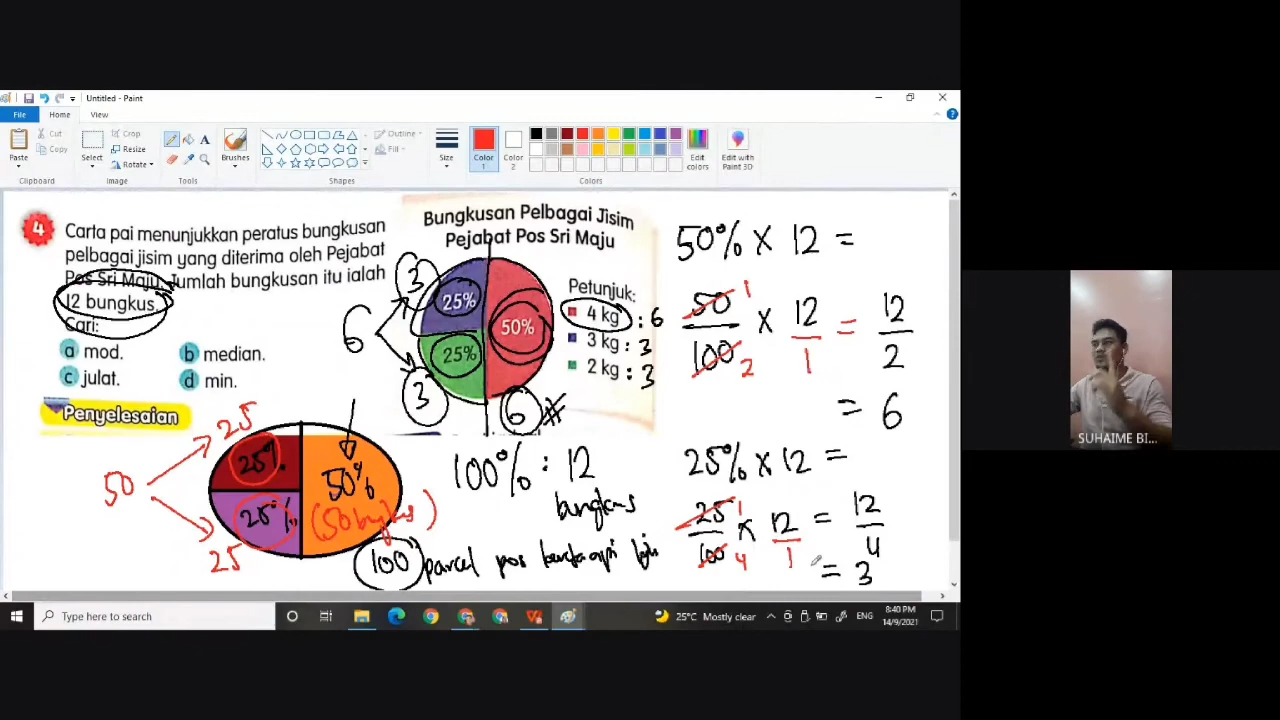 Untitled - Paint
File
Home
View
Paste
Cut
Copy
Clipboard
Select
Crop
Resize
Rotate
Image
Tools
Brushes
Shapes
Outline
Fill
Size
Color 1
Color 2
Colors
Edit colors
Edit with Paint 3D
4
Carta pai menunjukkan peratus bungkusan
pelbagai jisim yang diterima oleh Pejabat
Pos Sri Maju. Jumlah bungkusan itu ialah
12 bungkus.
Cari:
a mod.
b median.
c julat.
d min.
Penyelesaian
Bungkusan Pelbagai Jisim
Pejabat Pos Sri Maju
25%
50%
25%
Petunjuk:
4 kg : 6
3 kg : 3
2 kg : 3
6
3
3
6
50
25
25
25%
25%
50%
100% : 12
bungkus
100 parcel pos
50% x 12 =
50/100 x 12/1 = 12/2
1
2
= 6
25% x 12 =
25/100 x 12/1 = 12/4
1
4
= 3
SUHAIME BI...
Type here to search
25°C Mostly clear
ENG
8:40 PM
14/9/2021